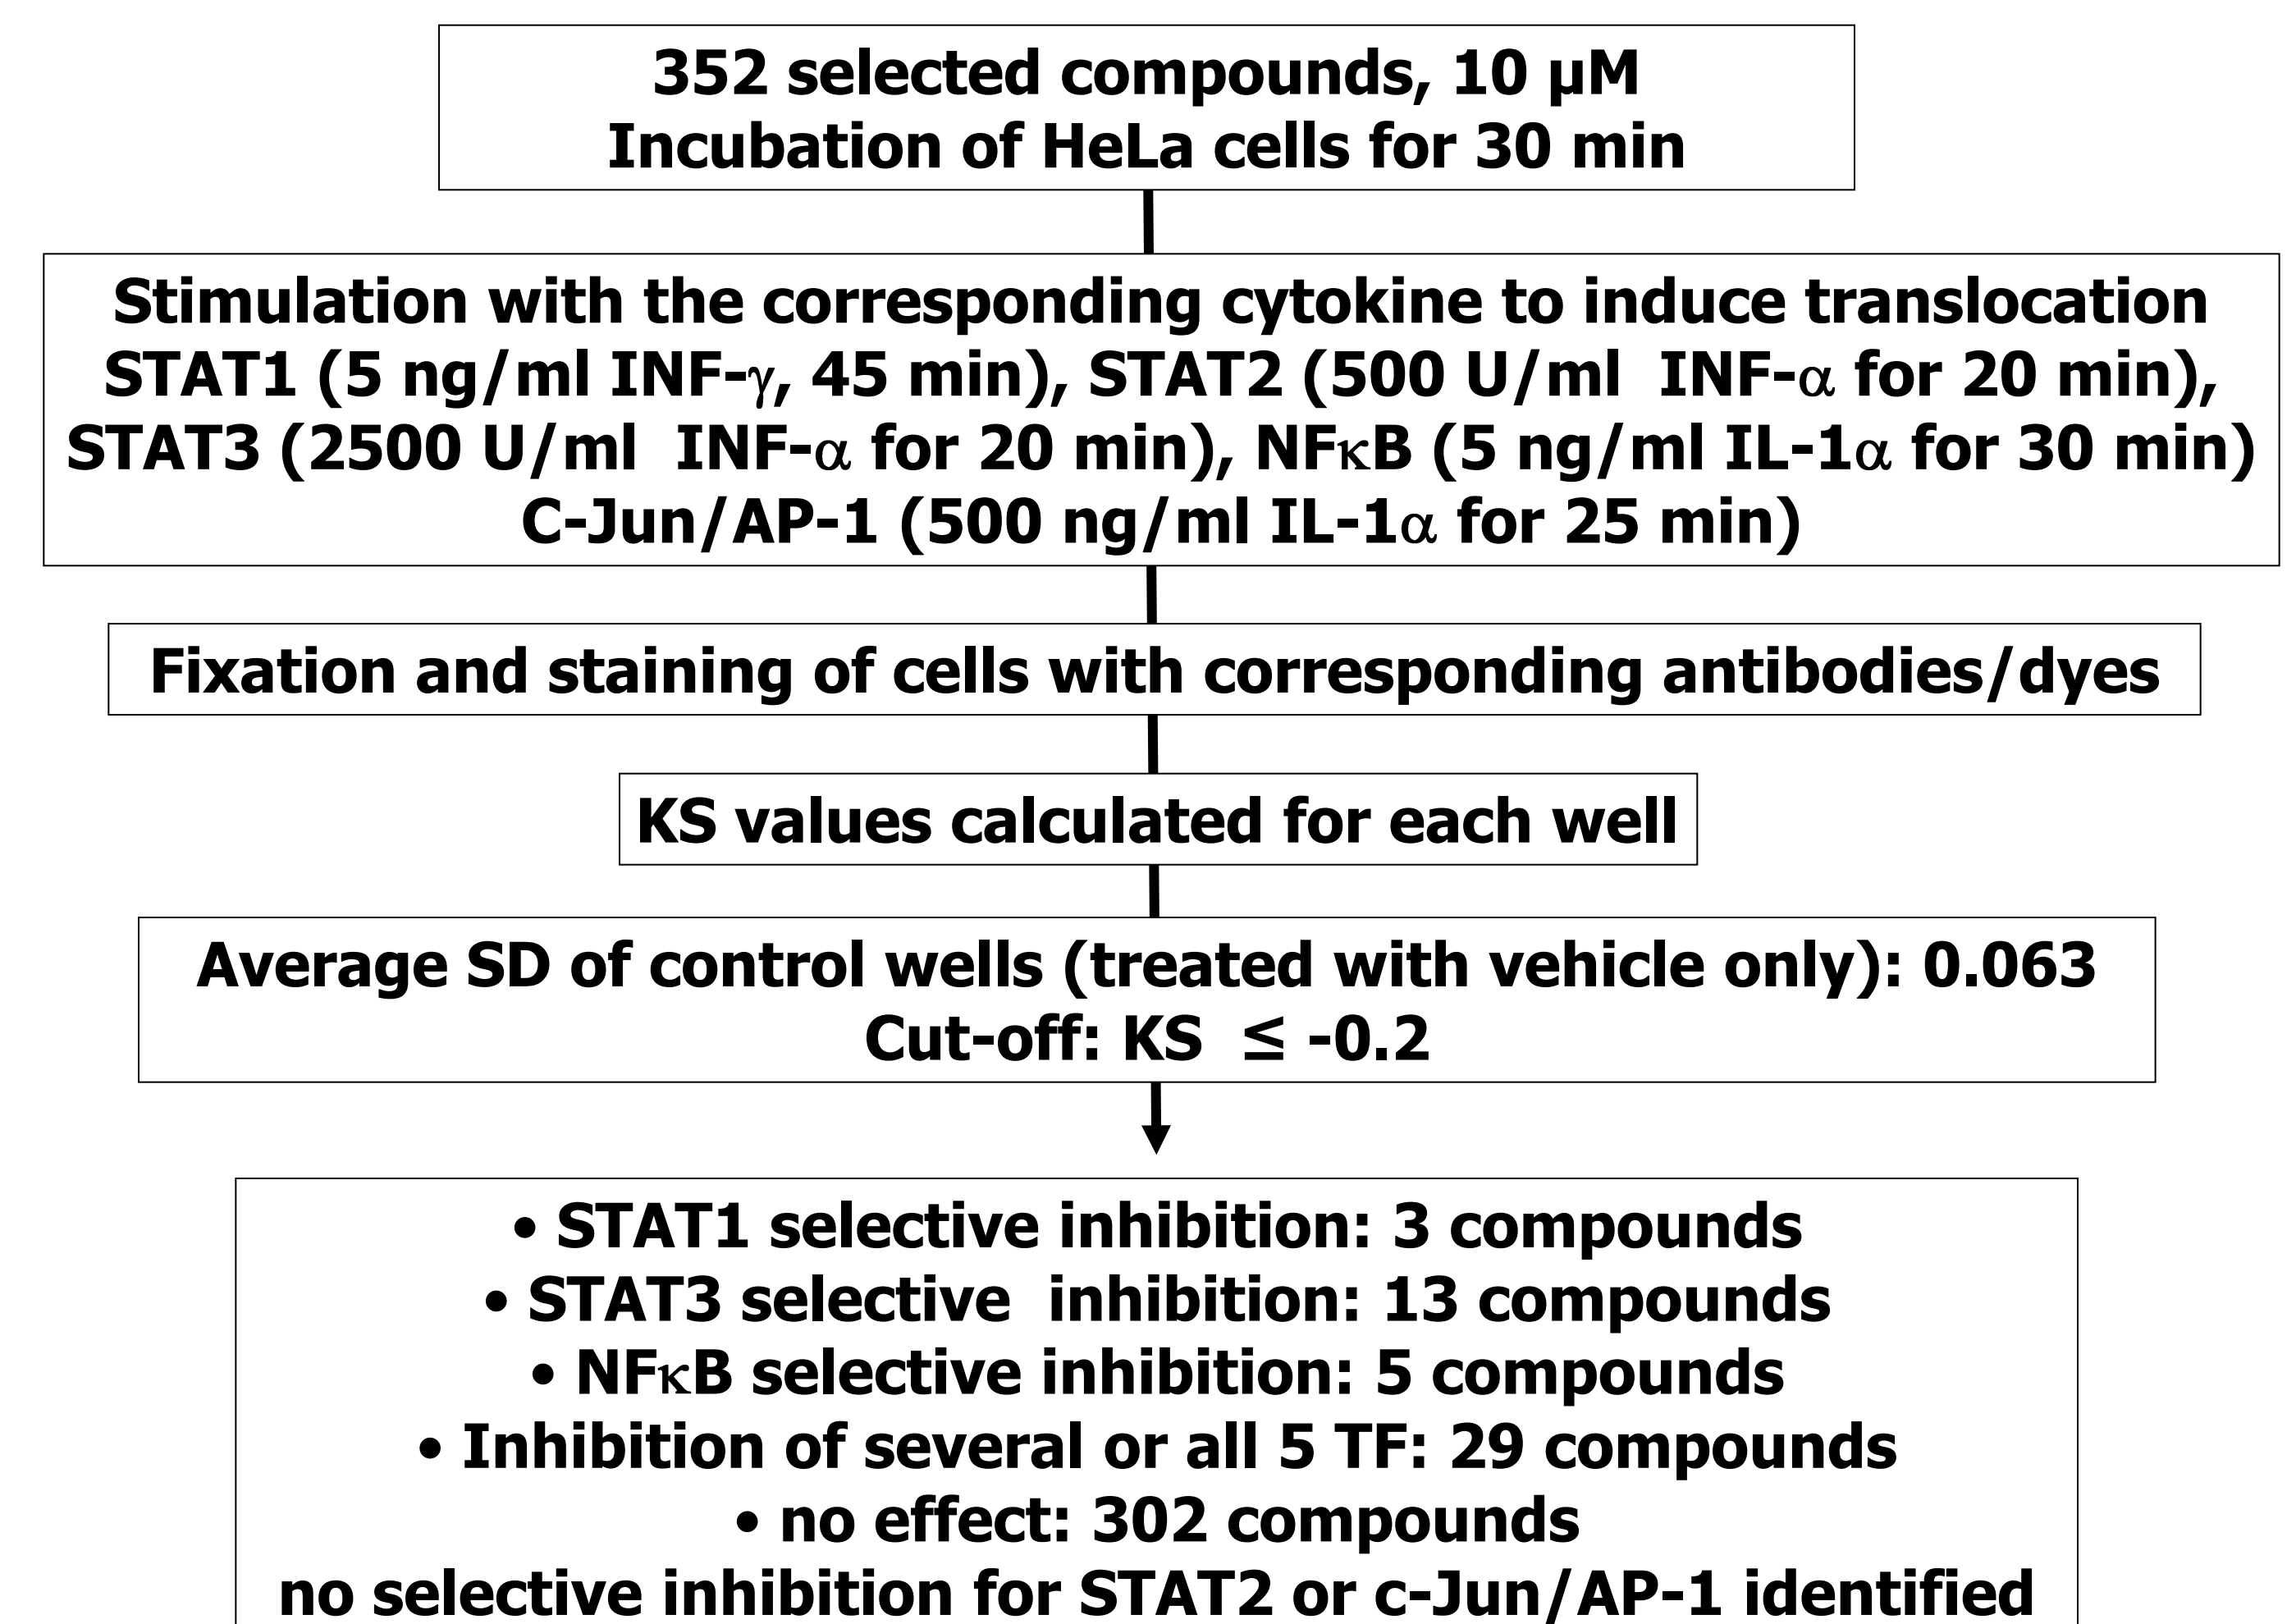 352 selected compounds, 10 µM
Incubation of HeLa cells for 30 min
Stimulation with the corresponding cytokine to induce translocation
STAT1 (5 ng/ml INF-γ, 45 min), STAT2 (500 U/ml INF-α for 20 min),
STAT3 (2500 U/ml INF-α for 20 min), NFκB (5 ng/ml IL-1α for 30 min)
C-Jun/AP-1 (500 ng/ml IL-1α for 25 min)
Fixation and staining of cells with corresponding antibodies/dyes
KS values calculated for each well
Average SD of control wells (treated with vehicle only): 0.063
Cut-off: KS ≤ -0.2
• STAT1 selective inhibition: 3 compounds
• STAT3 selective inhibition: 13 compounds
• NFκB selective inhibition: 5 compounds
• Inhibition of several or all 5 TF: 29 compounds
• no effect: 302 compounds
no selective inhibition for STAT2 or c-Jun/AP-1 identified